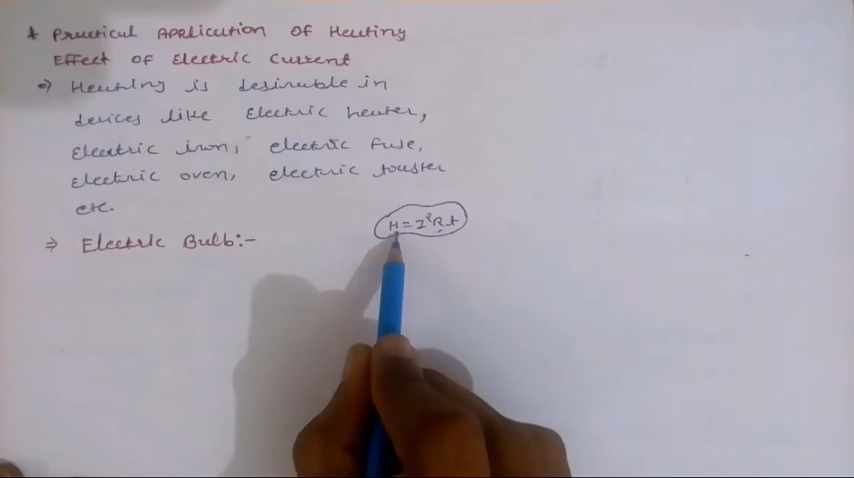 * Practical Application of Heating
Effect of Electric Current
⇒ Heating is desirable in
devices like Electric heater,
Electric iron, electric fuse,
Electric oven, electric toaster
etc.
H = I²Rt
⇒ Electric Bulb:-